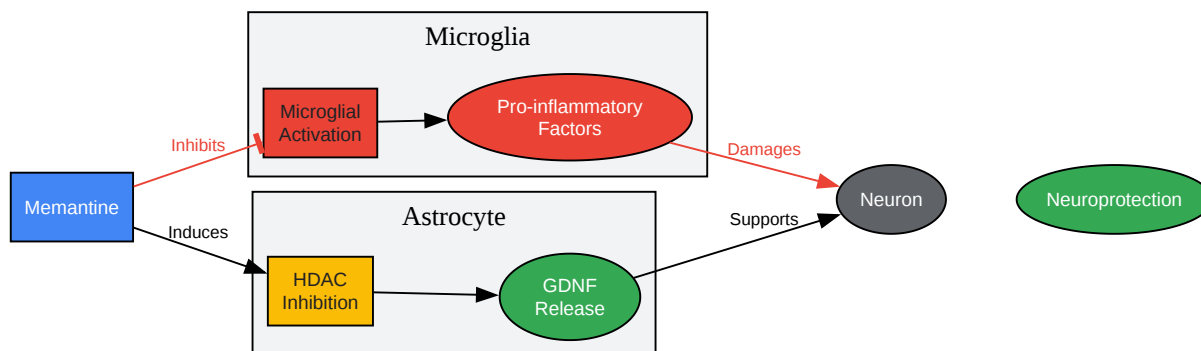 Microglia
Microglial
Activation
Pro-inflammatory
Factors
Inhibits
Damages
Memantine
Neuron
Neuroprotection
Astrocyte
Induces
Supports
HDAC
Inhibition
GDNF
Release